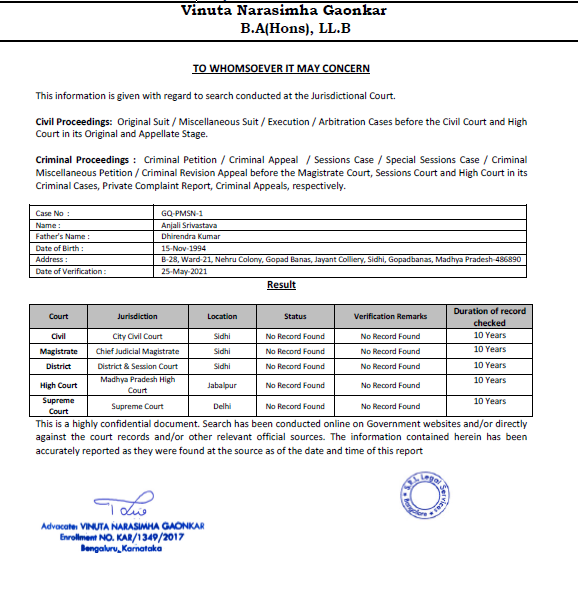 Vinuta Narasimha Gaonkar
B.A(Hons), LL.B
TO WHOMSOEVER IT MAY CONCERN
This information is given with regard to search conducted at the Jurisdictional Court.
Civil Proceedings: Original Suit / Miscellaneous Suit / Execution / Arbitration Cases before the Civil Court and High
Court in its Original and Appellate Stage.
Criminal Proceedings : Criminal Petition / Criminal Appeal / Sessions Case / Special Sessions Case / Criminal
Miscellaneous Petition / Criminal Revision Appeal before the Magistrate Court, Sessions Court and High Court in its
Criminal Cases, Private Complaint Report, Criminal Appeals, respectively.
Case No : GQ-PMSN-1
Name : Anjali Srivastava
Father's Name : Dhirendra Kumar
Date of Birth : 15-Nov-1994
Address : B-28, Ward-21, Nehru Colony, Gopad Banas, Jayant Colliery, Sidhi, Gopadbanas, Madhya Pradesh-486890
Date of Verification : 25-May-2021
Result
Court Jurisdiction Location Status Verification Remarks Duration of record checked
Civil City Civil Court Sidhi No Record Found No Record Found 10 Years
Magistrate Chief Judicial Magistrate Sidhi No Record Found No Record Found 10 Years
District District & Session Court Sidhi No Record Found No Record Found 10 Years
High Court Madhya Pradesh High Court Jabalpur No Record Found No Record Found 10 Years
Supreme Court Supreme Court Delhi No Record Found No Record Found 10 Years
This is a highly confidential document. Search has been conducted online on Government websites and/or directly
against the court records and/or other relevant official sources. The information contained herein has been
accurately reported as they were found at the source as of the date and time of this report
Advocate: VINUTA NARASIMHA GAONKAR
Enrollment NO. KAR/1349/2017
Bengaluru, Karnataka
Legal Services
Bangalore